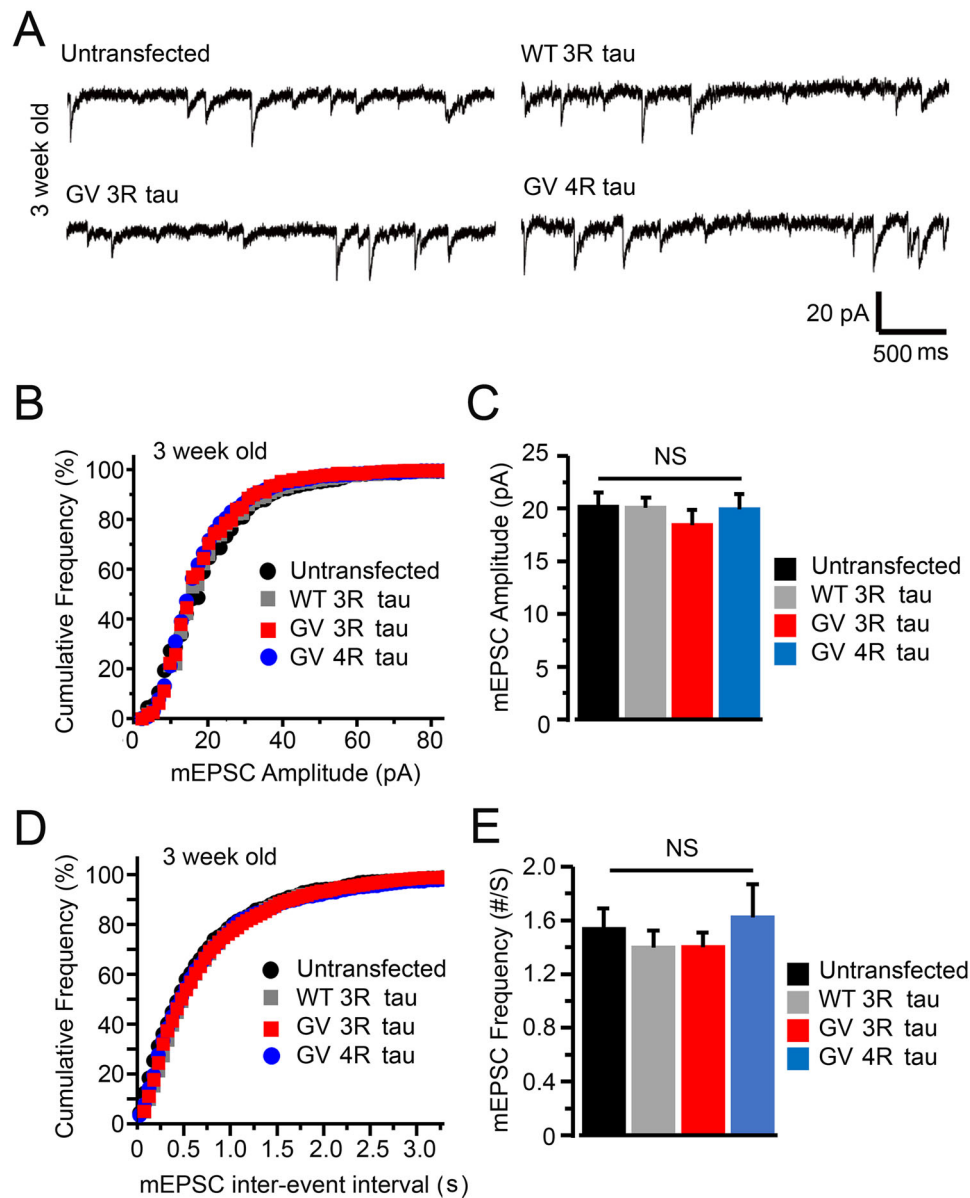 A
3 week old
Untransfected
WT 3R tau
GV 3R tau
GV 4R tau
20 pA
500 ms
B
3 week old
Cumulative Frequency (%)
100
80
60
40
20
0
0 20 40 60 80
mEPSC Amplitude (pA)
Untransfected
WT 3R tau
GV 3R tau
GV 4R tau
C
NS
mEPSC Amplitude (pA)
25
20
15
10
5
0
Untransfected
WT 3R tau
GV 3R tau
GV 4R tau
D
3 week old
Cumulative Frequency (%)
100
80
60
40
20
0
0 0.5 1.0 1.5 2.0 2.5 3.0
mEPSC inter-event interval (s)
Untransfected
WT 3R tau
GV 3R tau
GV 4R tau
E
NS
mEPSC Frequency (#/S)
2.0
1.6
1.2
0.8
0.4
0
Untransfected
WT 3R tau
GV 3R tau
GV 4R tau